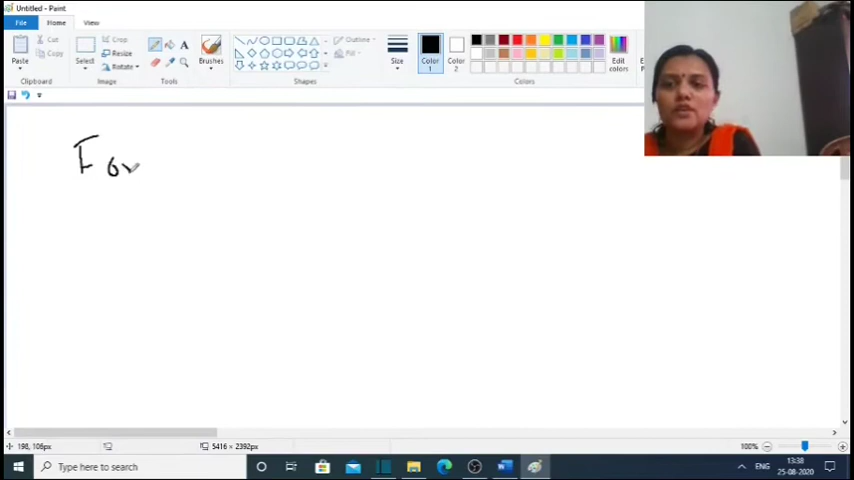 Untitled - Paint
File
Home
View
Paste
Cut
Copy
Clipboard
Select
Crop
Resize
Rotate
Image
A
Tools
Brushes
Shapes
Outline
Fill
Size
Color 1
Color 2
Colors
Edit colors
For
198, 106px
5416 × 2392px
100%
Type here to search
ENG
13:38
25-08-2020